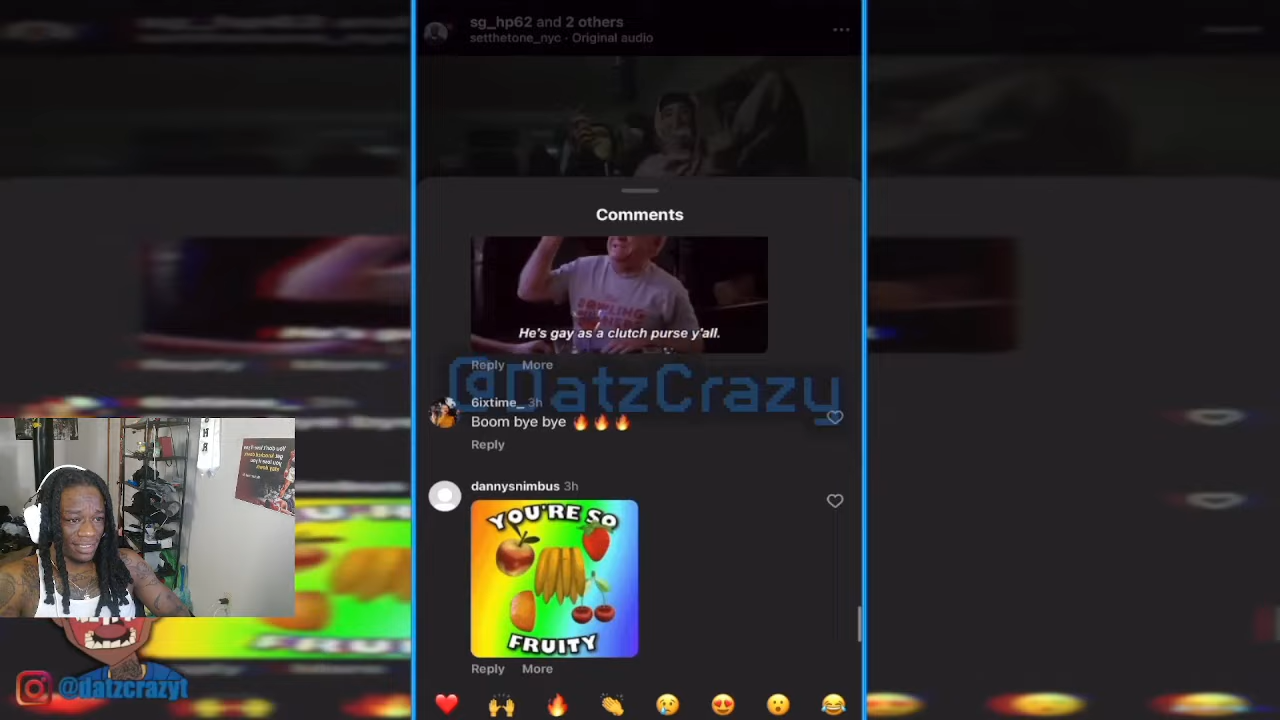 sg_hp62 and 2 others
setthetone_nyc · Original audio
Comments
BOWLING
He's gay as a clutch purse y'all.
Reply More
@DatzCrazy
6ixtime_ 3h
Boom bye bye 🔥🔥🔥
Reply
dannysnimbus 3h
YOU'RE SO
FRUITY
Reply More
@datzcrazyt